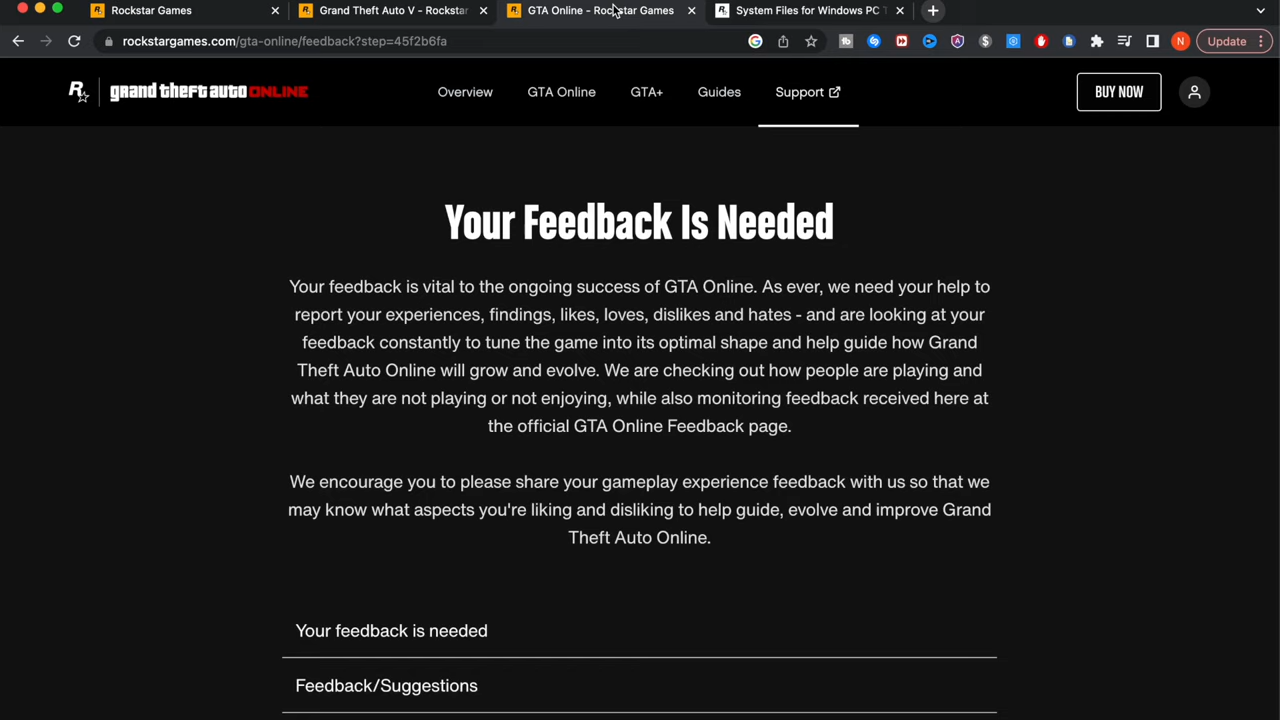 Rockstar Games
Grand Theft Auto V – Rockstar
GTA Online – Rockstar Games
System Files for Windows PC T
rockstargames.com/gta-online/feedback?step=45f2b6fa
N
Update
R
grand theft auto ONLINE
Overview
GTA Online
GTA+
Guides
Support
BUY NOW
Your Feedback Is Needed
Your feedback is vital to the ongoing success of GTA Online. As ever, we need your help to
report your experiences, findings, likes, loves, dislikes and hates - and are looking at your
feedback constantly to tune the game into its optimal shape and help guide how Grand
Theft Auto Online will grow and evolve. We are checking out how people are playing and
what they are not playing or not enjoying, while also monitoring feedback received here at
the official GTA Online Feedback page.
We encourage you to please share your gameplay experience feedback with us so that we
may know what aspects you're liking and disliking to help guide, evolve and improve Grand
Theft Auto Online.
Your feedback is needed
Feedback/Suggestions